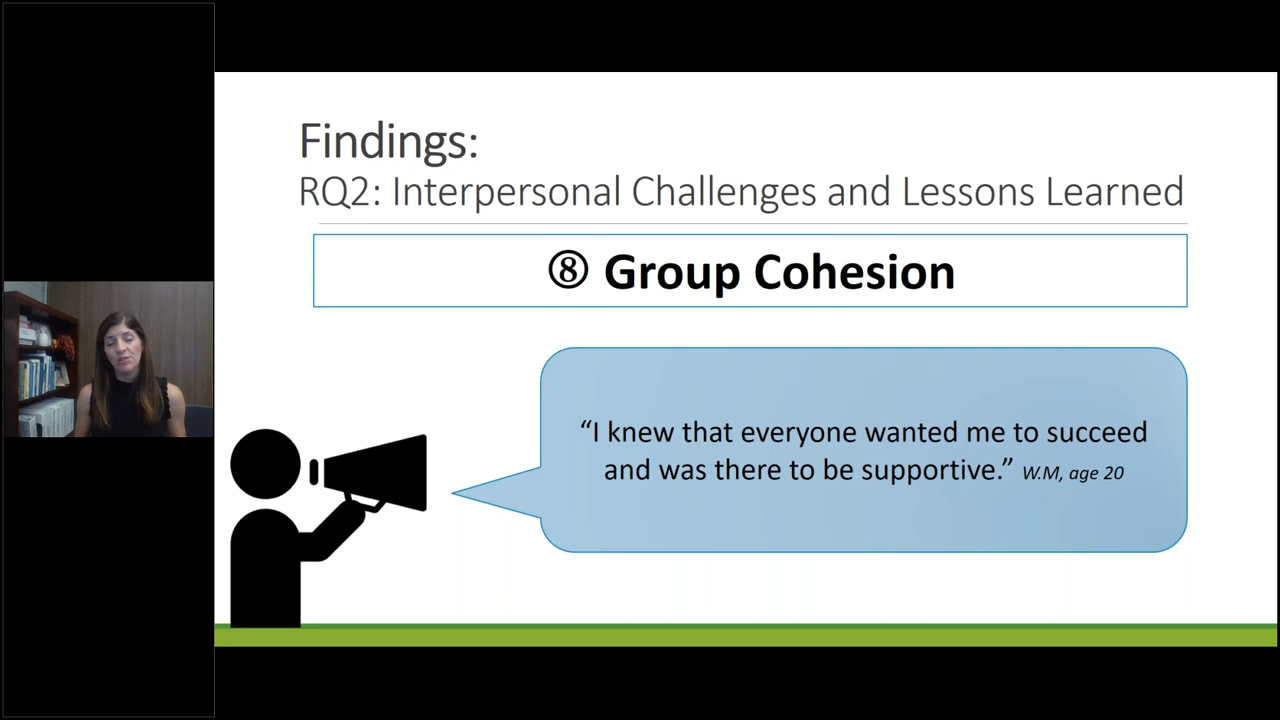 Findings:
RQ2: Interpersonal Challenges and Lessons Learned
⑧ Group Cohesion
“I knew that everyone wanted me to succeed
and was there to be supportive.” W.M, age 20